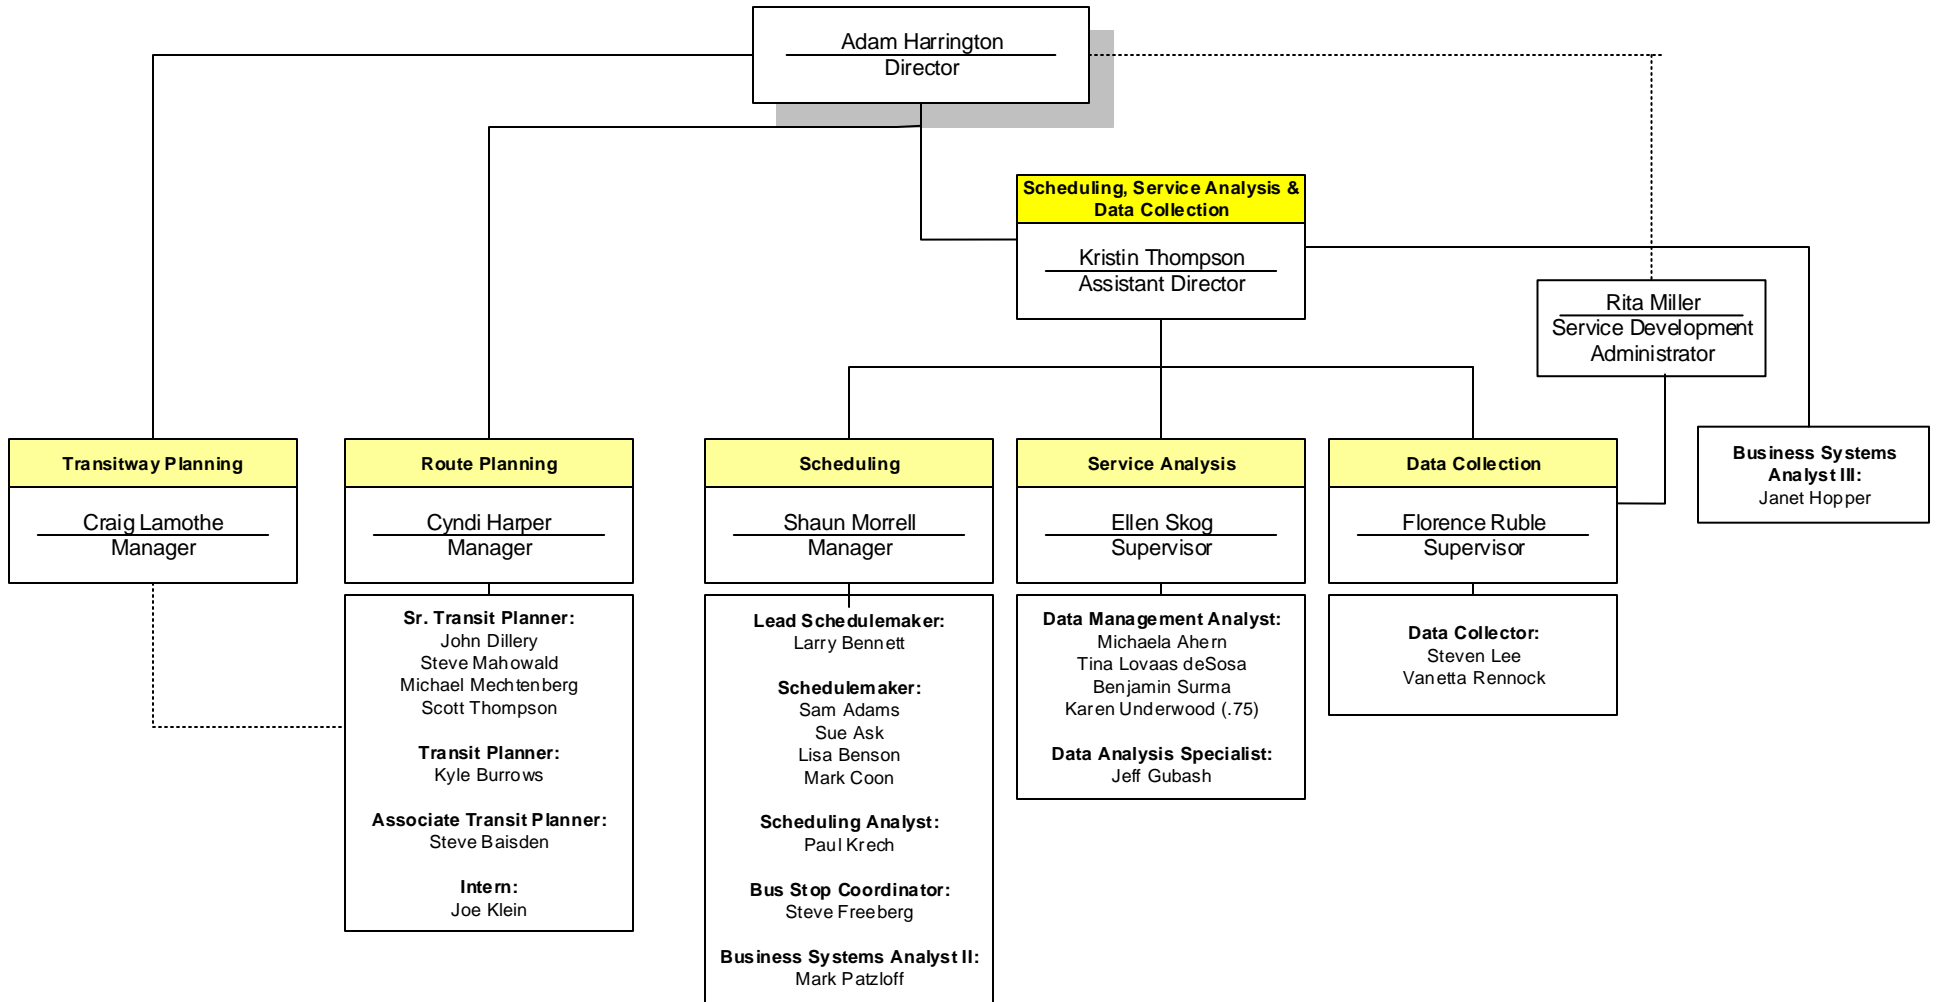 Adam Harrington
Director
Scheduling, Service Analysis &
Data Collection
Kristin Thompson
Assistant Director
Rita Miller
Service Development
Administrator
Transitway Planning
Craig Lamothe
Manager
Route Planning
Cyndi Harper
Manager
Scheduling
Shaun Morrell
Manager
Service Analysis
Ellen Skog
Supervisor
Data Collection
Florence Ruble
Supervisor
Business Systems
Analyst III:
Janet Hopper
Sr. Transit Planner:
John Dillery
Steve Mahowald
Michael Mechtenberg
Scott Thompson
Transit Planner:
Kyle Burrows
Associate Transit Planner:
Steve Baisden
Intern:
Joe Klein
Lead Schedulemaker:
Larry Bennett
Schedulemaker:
Sam Adams
Sue Ask
Lisa Benson
Mark Coon
Scheduling Analyst:
Paul Krech
Bus Stop Coordinator:
Steve Freeberg
Business Systems Analyst II:
Mark Patzloff
Data Management Analyst:
Michaela Ahern
Tina Lovaas deSosa
Benjamin Surma
Karen Underwood (.75)
Data Analysis Specialist:
Jeff Gubash
Data Collector:
Steven Lee
Vanetta Rennock